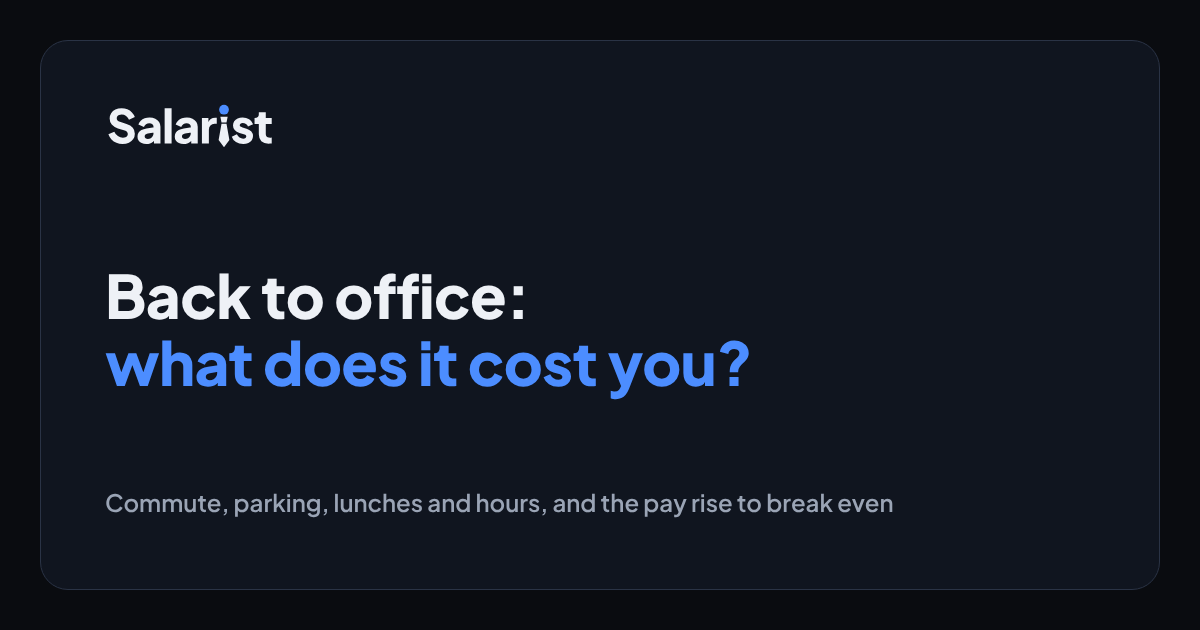 Salarist
Back to office:
what does it cost you?
Commute, parking, lunches and hours, and the pay rise to break even